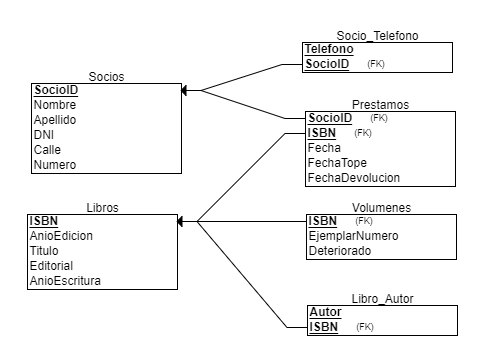 Socio_Telefono
Telefono
SocioID (FK)
Socios
SocioID
Nombre
Apellido
DNI
Calle
Numero
Prestamos
SocioID (FK)
ISBN (FK)
Fecha
FechaTope
FechaDevolucion
Libros
ISBN
AnioEdicion
Titulo
Editorial
AnioEscritura
Volumenes
ISBN (FK)
EjemplarNumero
Deteriorado
Libro_Autor
Autor
ISBN (FK)